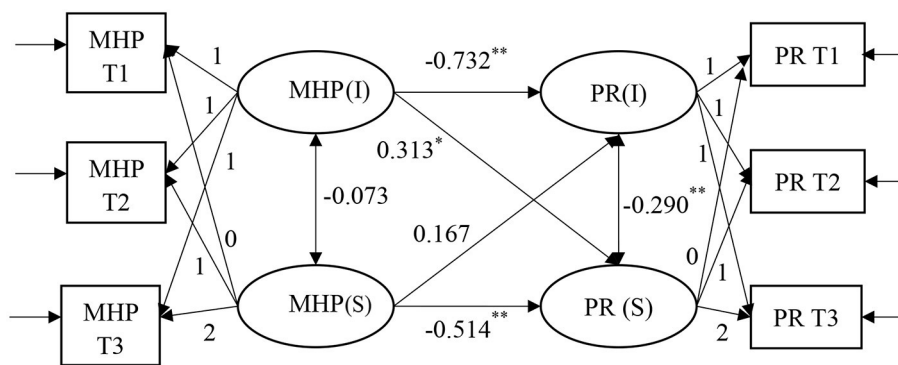 MHP
T1
MHP
T2
MHP
T3
1
1
1
0
1
2
MHP(I)
MHP(S)
-0.073
-0.732**
0.313*
0.167
-0.514**
PR(I)
PR (S)
-0.290**
1
1
1
0
1
2
PR T1
PR T2
PR T3